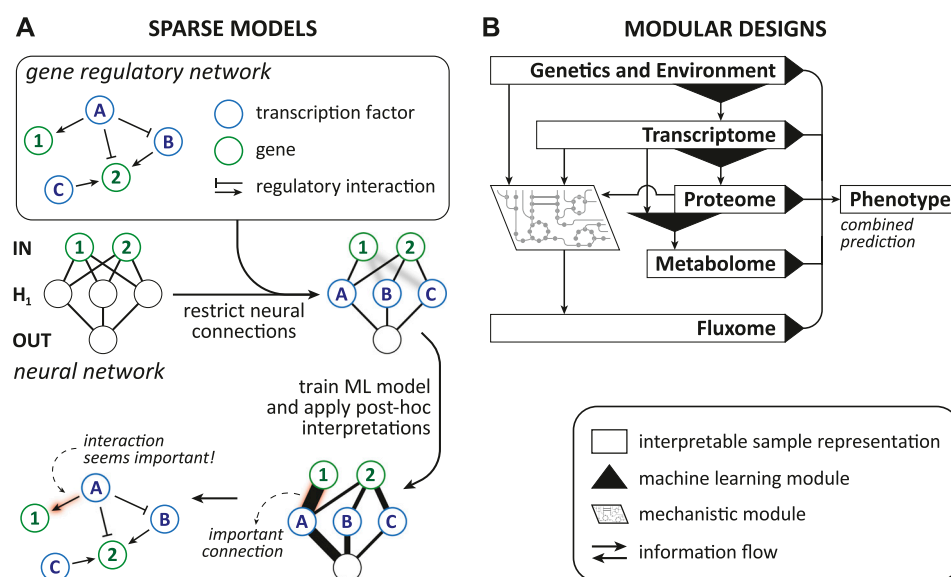 A SPARSE MODELS
gene regulatory network
A
1
B
2
C
transcription factor
gene
regulatory interaction
IN
1 2
H1
OUT
neural network
restrict neural
connections
1 2
A B C
train ML model
and apply post-hoc
interpretations
interaction
seems important!
A
1
B
2
C
important
connection
1 2
A B C
B MODULAR DESIGNS
Genetics and Environment
Transcriptome
Proteome
Phenotype
combined
prediction
Metabolome
Fluxome
interpretable sample representation
machine learning module
mechanistic module
information flow